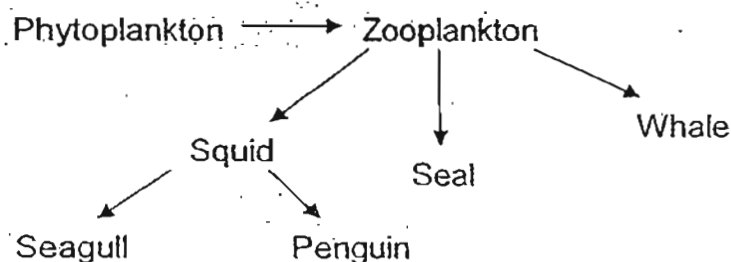 Phytoplankton Zooplankton
Whale
Squid
Seal
Seagull Penguin